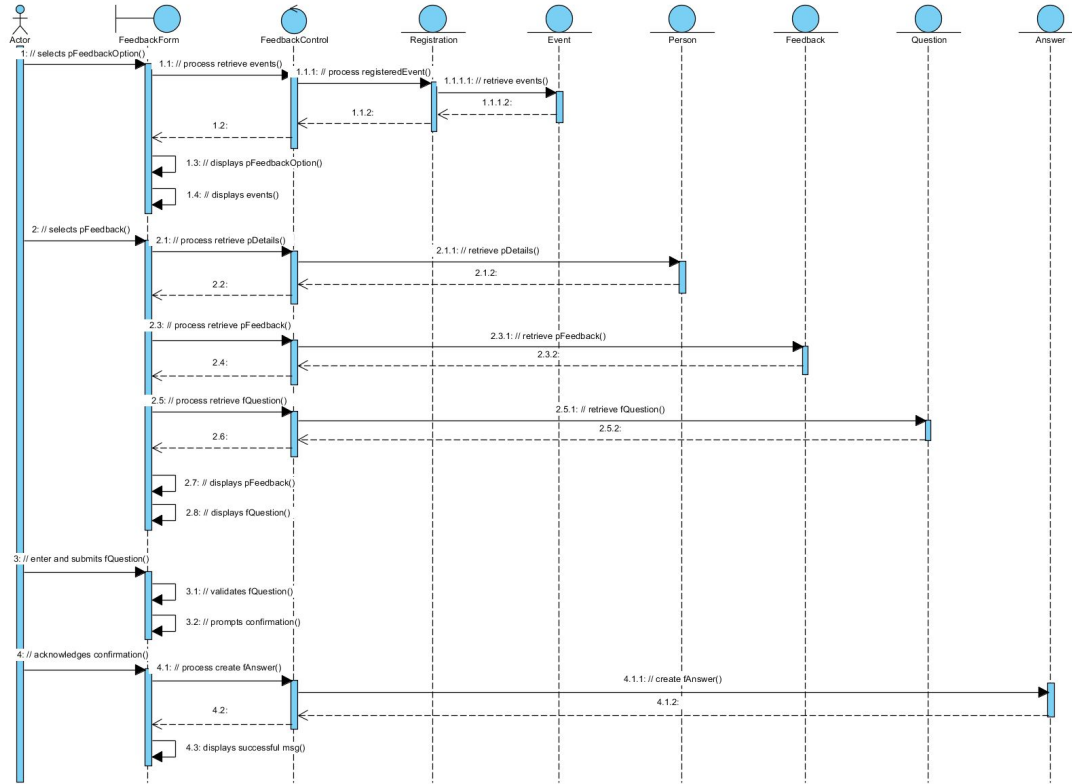 Actor
FeedbackForm
FeedbackControl
Registration
Event
Person
Feedback
Question
Answer
1: // selects pFeedbackOption()
1.1: // process retrieve events()
1.1.1: // process registeredEvent()
1.1.1.1: // retrieve events()
1.1.1.2:
1.1.2:
1.2:
1.3: // displays pFeedbackOption()
1.4: // displays events()
2: // selects pFeedback()
2.1: // process retrieve pDetails()
2.1.1: // retrieve pDetails()
2.1.2:
2.2:
2.3: // process retrieve pFeedback()
2.3.1: // retrieve pFeedback()
2.3.2:
2.4:
2.5: // process retrieve fQuestion()
2.5.1: // retrieve fQuestion()
2.5.2:
2.6:
2.7: // displays pFeedback()
2.8: // displays fQuestion()
3: // enter and submits fQuestion()
3.1: // validates fQuestion()
3.2: // prompts confirmation()
4: // acknowledges confirmation()
4.1: // process create fAnswer()
4.1.1: // create fAnswer()
4.1.2:
4.2:
4.3: displays successful msg()